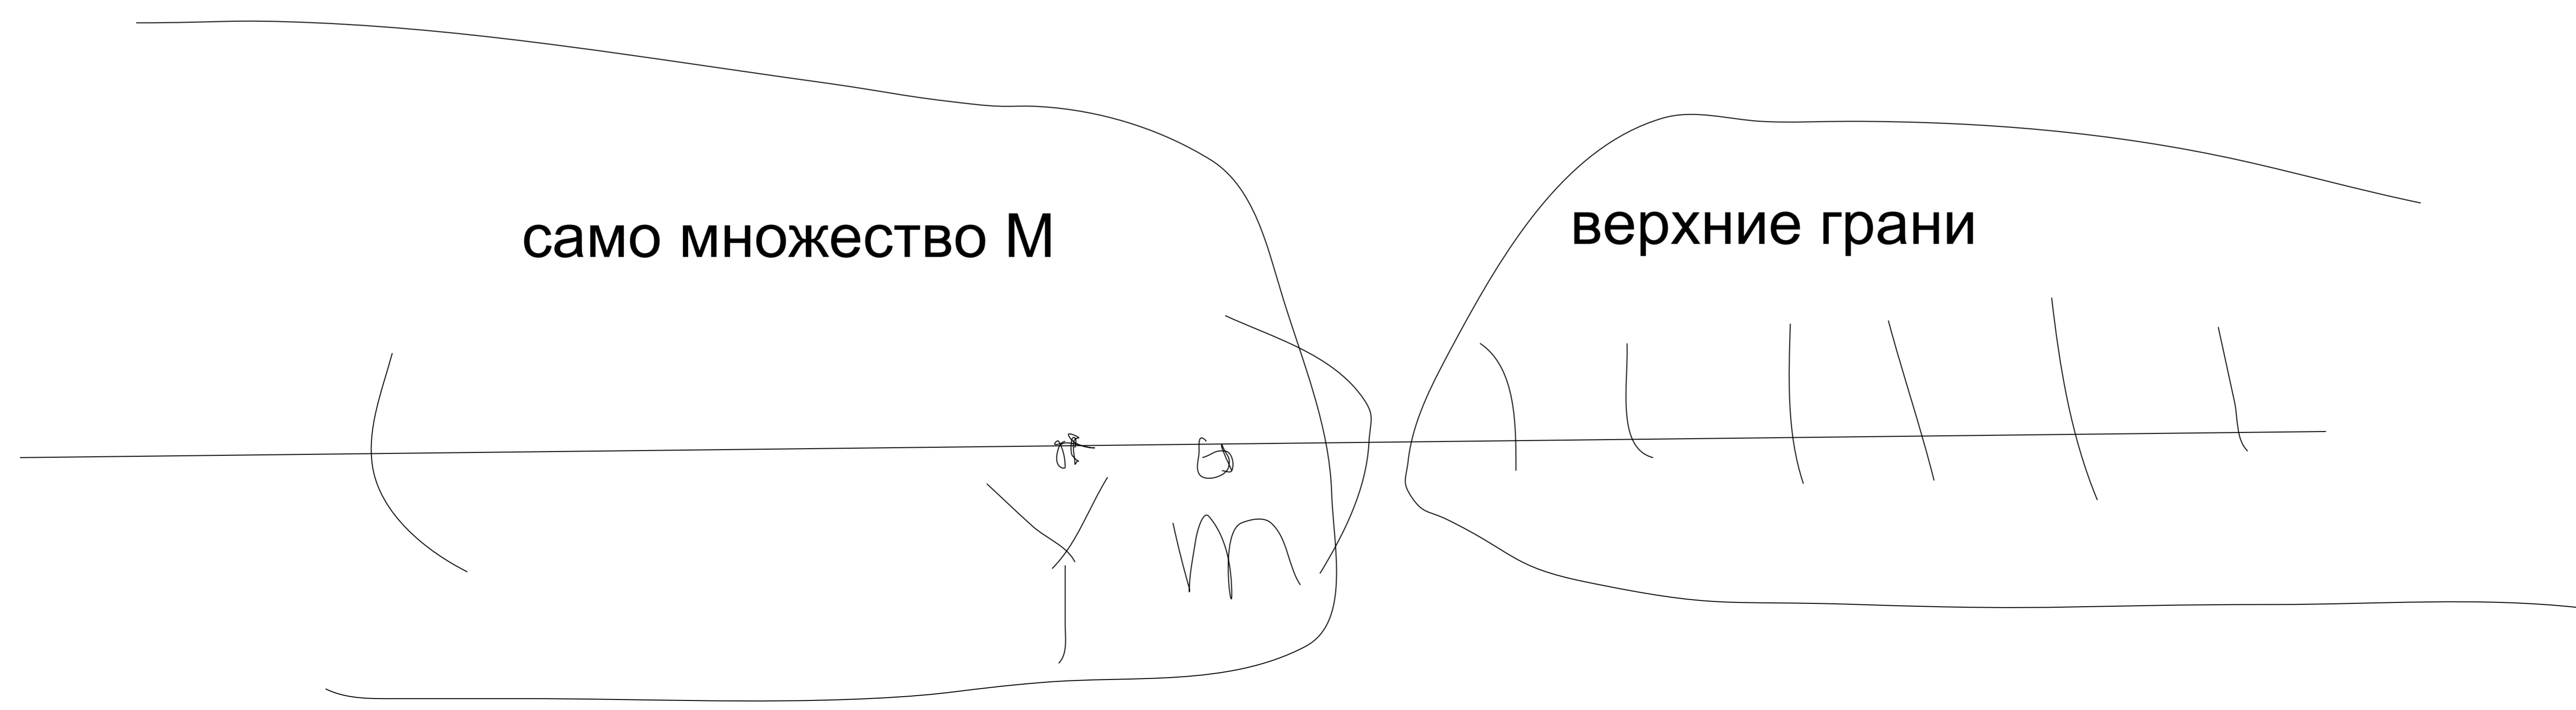 само множество М
верхние грани
y
m